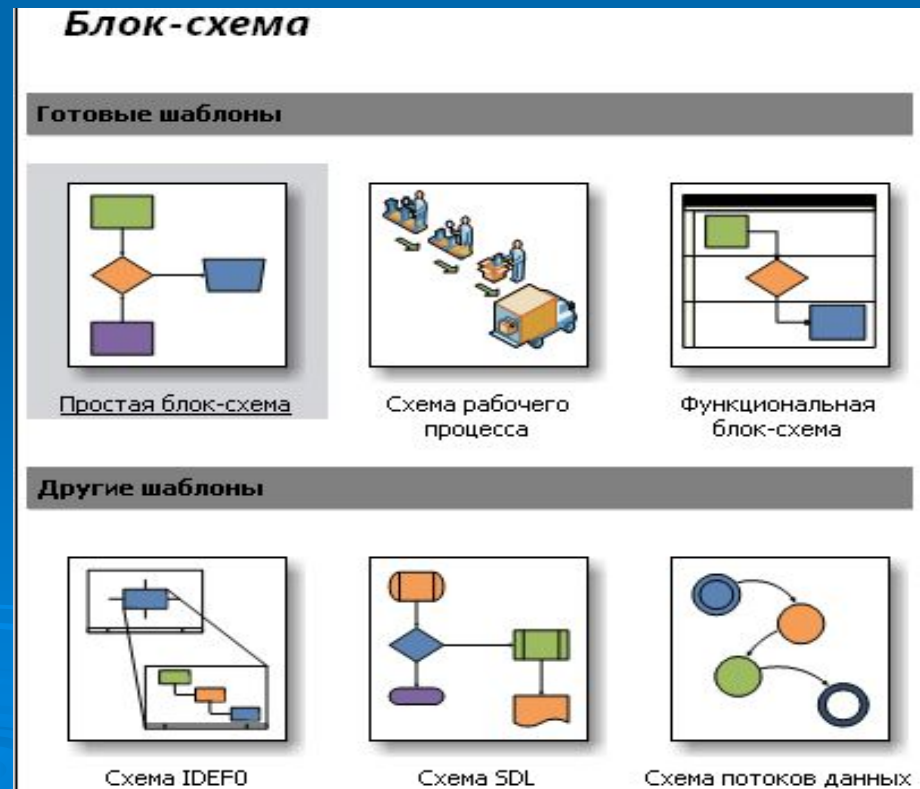 Блок-схема
Готовые шаблоны
Простая блок-схема
Схема рабочего
процесса
Функциональная
блок-схема
Другие шаблоны
Схема IDEF0
Схема SDL
Схема потоков данных